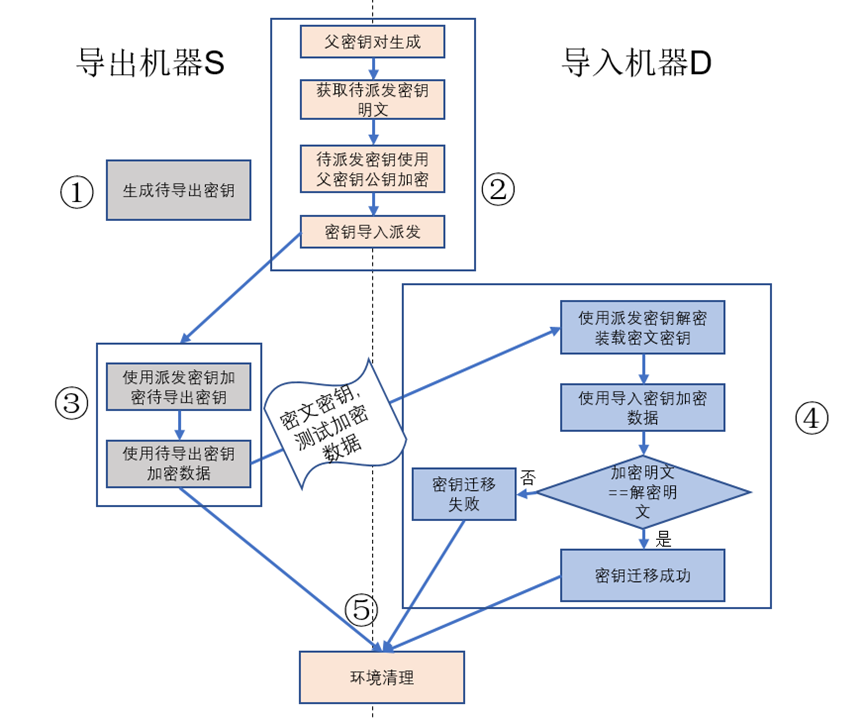 导出机器S
导入机器D
①
生成待导出密钥
父密钥对生成
获取待派发密钥
明文
待派发密钥使用
父密钥公钥加密
密钥导入派发
②
③
使用派发密钥加
密待导出密钥
使用待导出密钥
加密数据
密文密钥,
测试加密
数据
使用派发密钥解密
装载密文密钥
使用导入密钥加密
数据
④
加密明文
==解密明
文
否
密钥迁移
失败
是
密钥迁移成功
⑤
环境清理